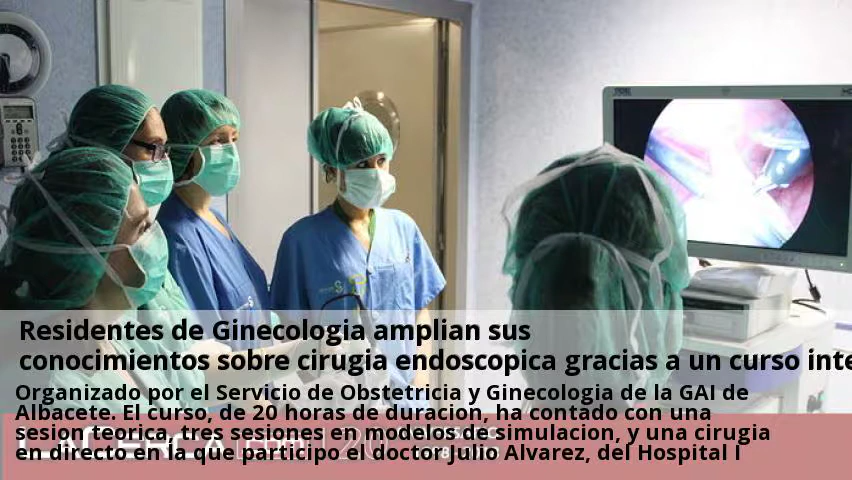 Residentes de Ginecologia amplian sus
conocimientos sobre cirugia endoscopica gracias a un curso inte
Organizado por el Servicio de Obstetricia y Ginecologia de la GAI de
Albacete. El curso, de 20 horas de duracion, ha contado con una
sesion teorica, tres sesiones en modelos de simulacion, y una cirugia
en directo en la que participo el doctor Julio Alvarez, del Hospital I